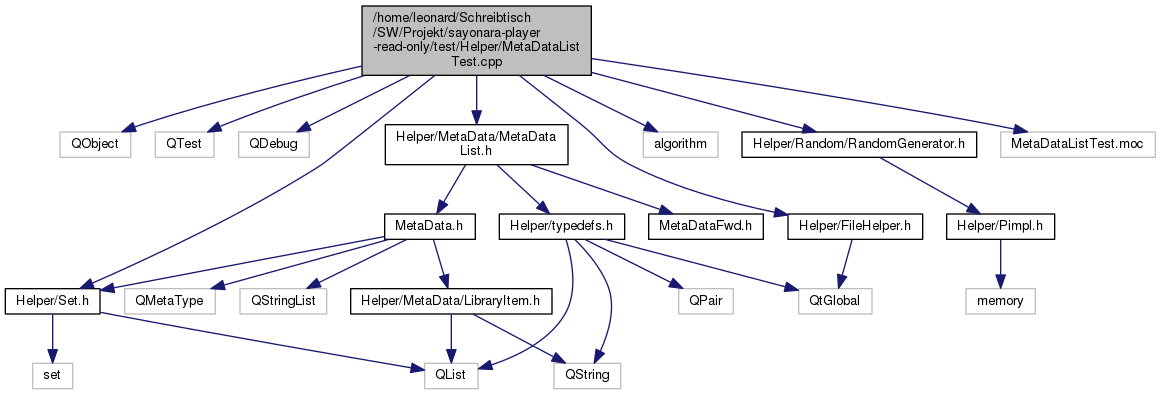 /home/leonard/Schreibtisch
/SW/Projekt/sayonara-player
-read-only/test/Helper/MetaDataList
Test.cpp
QObject
QTest
QDebug
Helper/MetaData/MetaData
List.h
algorithm
Helper/Random/RandomGenerator.h
MetaDataListTest.moc
MetaData.h
Helper/typedefs.h
MetaDataFwd.h
Helper/FileHelper.h
Helper/Pimpl.h
Helper/Set.h
QMetaType
QStringList
Helper/MetaData/LibraryItem.h
QPair
QtGlobal
memory
set
QList
QString